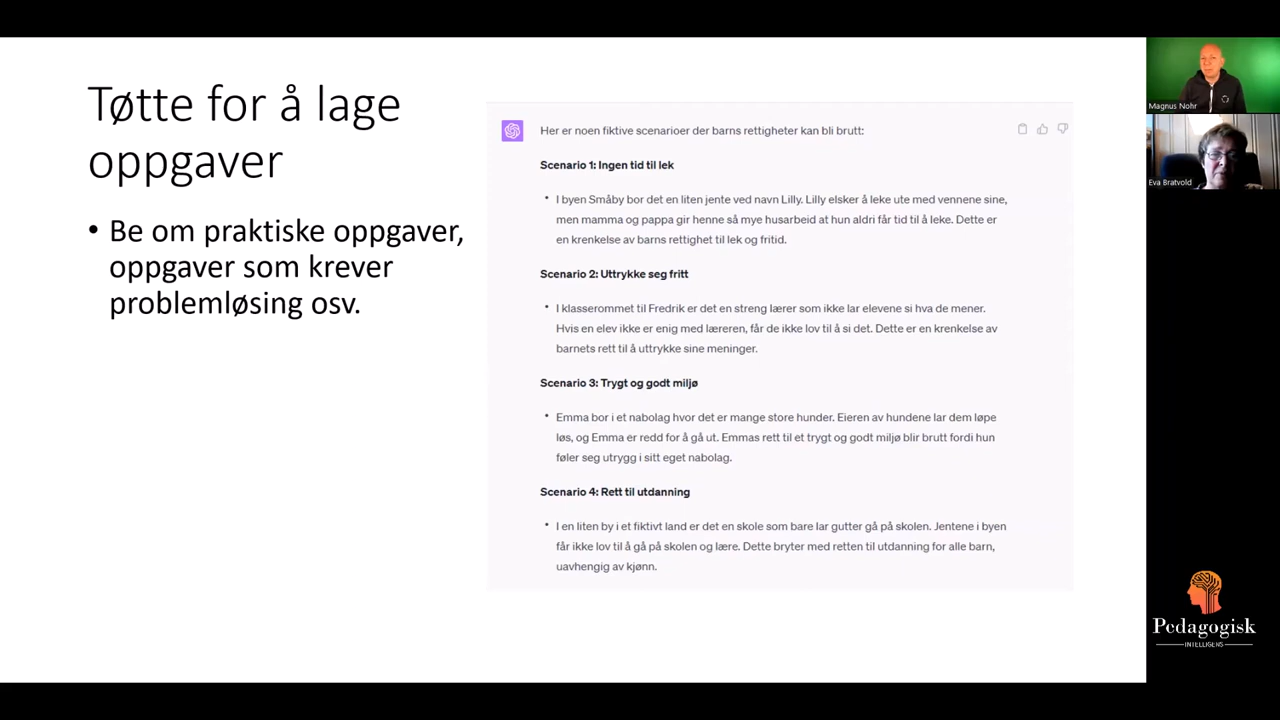 Tøtte for å lage
oppgaver
• Be om praktiske oppgaver,
oppgaver som krever
problemløsing osv.
Her er noen fiktive scenarioer der barns rettigheter kan bli brutt:
Scenario 1: Ingen tid til lek
• I byen Småby bor det en liten jente ved navn Lilly. Lilly elsker å leke ute med vennene sine,
men mamma og pappa gir henne så mye husarbeid at hun aldri får tid til å leke. Dette er
en krenkelse av barns rettighet til lek og fritid.
Scenario 2: Uttrykke seg fritt
• I klasserommet til Fredrik er det en streng lærer som ikke lar elevene si hva de mener.
Hvis en elev ikke er enig med læreren, får de ikke lov til å si det. Dette er en krenkelse av
barnets rett til å uttrykke sine meninger.
Scenario 3: Trygt og godt miljø
• Emma bor i et nabolag hvor det er mange store hunder. Eieren av hundene lar dem løpe
løs, og Emma er redd for å gå ut. Emmas rett til et trygt og godt miljø blir brutt fordi hun
føler seg utrygg i sitt eget nabolag.
Scenario 4: Rett til utdanning
• I en liten by i et fiktivt land er det en skole som bare lar gutter gå på skolen. Jentene i byen
får ikke lov til å gå på skolen og lære. Dette bryter med retten til utdanning for alle barn,
uavhengig av kjønn.
Magnus Nohr
Eva Bratvold
Pedagogisk
INTELLIGENS